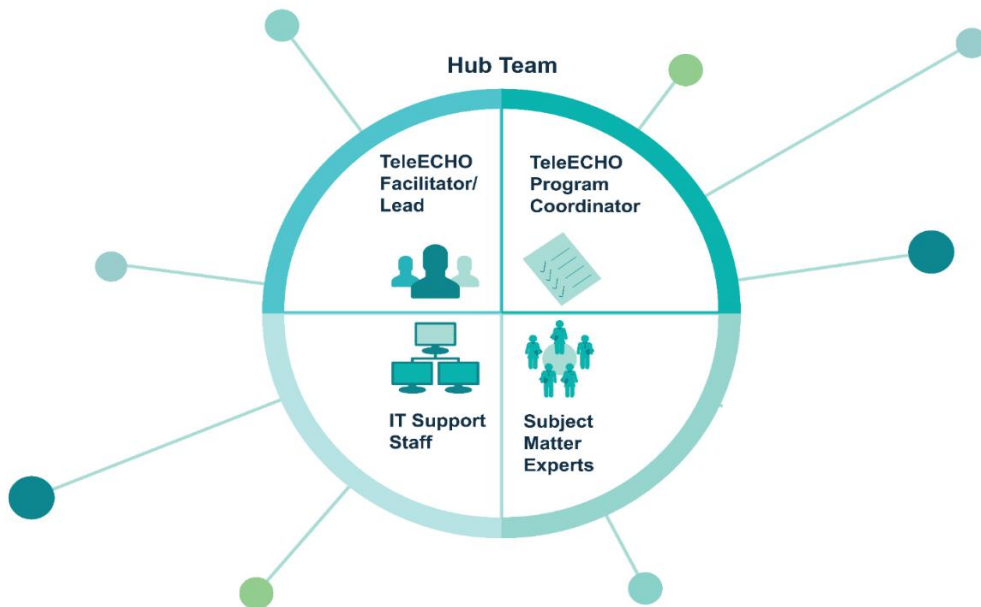 Hub Team
TeleECHO
Facilitator/
Lead
TeleECHO
Program
Coordinator
IT Support
Staff
Subject
Matter
Experts